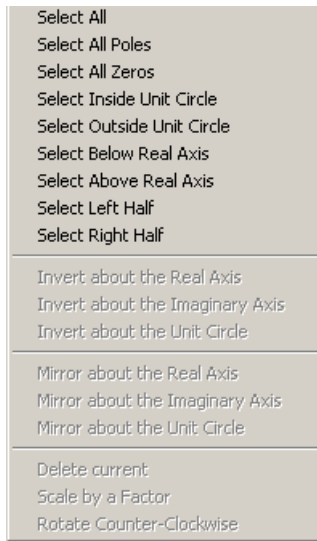 Select All
Select All Poles
Select All Zeros
Select Inside Unit Circle
Select Outside Unit Circle
Select Below Real Axis
Select Above Real Axis
Select Left Half
Select Right Half
Invert about the Real Axis
Invert about the Imaginary Axis
Invert about the Unit Circle
Mirror about the Real Axis
Mirror about the Imaginary Axis
Mirror about the Unit Circle
Delete current
Scale by a Factor
Rotate Counter-Clockwise